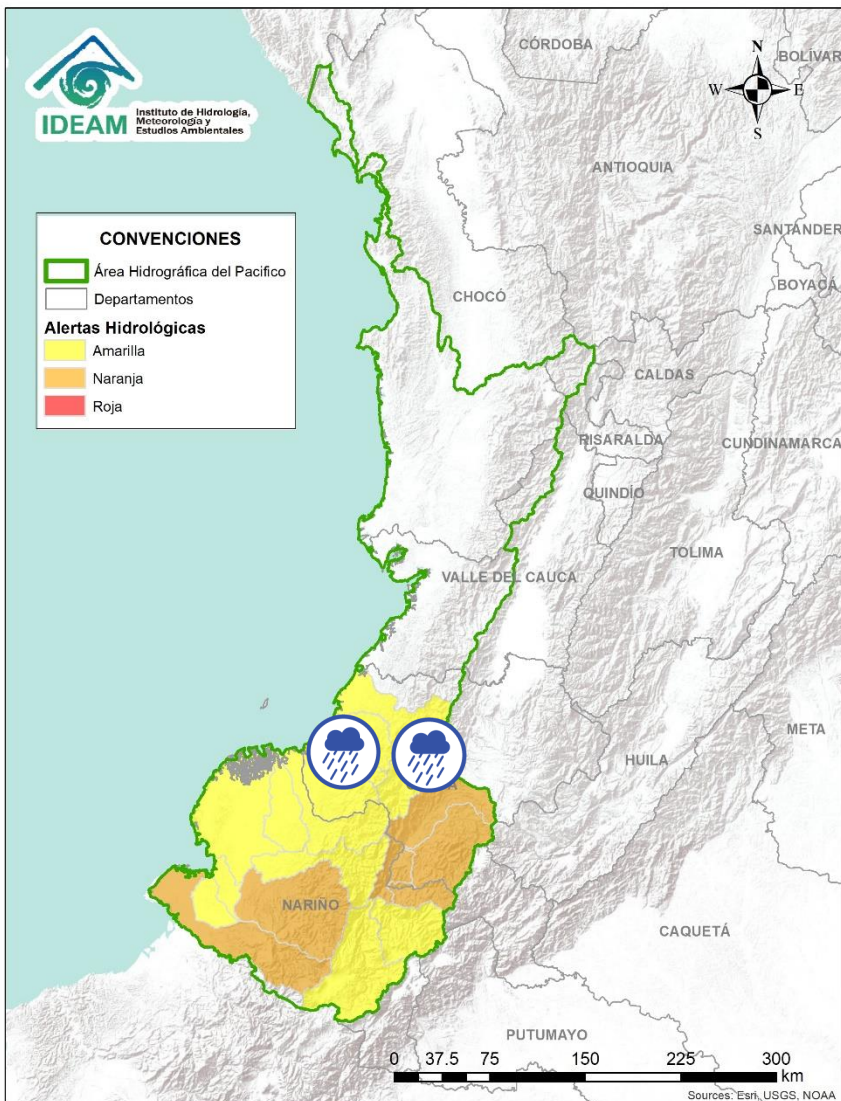 IDEAM
Instituto de Hidrología,
Meteorología y
Estudios Ambientales
CÓRDOBA
BOLÍVAR
N
W
E
S
ANTIOQUIA
SANTANDER
BOYACÁ
CONVENCIONES
Área Hidrográfica del Pacifico
Departamentos
Alertas Hidrológicas
Amarilla
Naranja
Roja
CHOCÓ
CALDAS
RISARALDA
CUNDINAMARCA
QUINDÍO
TOLIMA
VALLE DEL CAUCA
META
HUILA
NARIÑO
CAQUETÁ
PUTUMAYO
0 37.5 75 150 225 300
km
Sources: Esri, USGS, NOAA